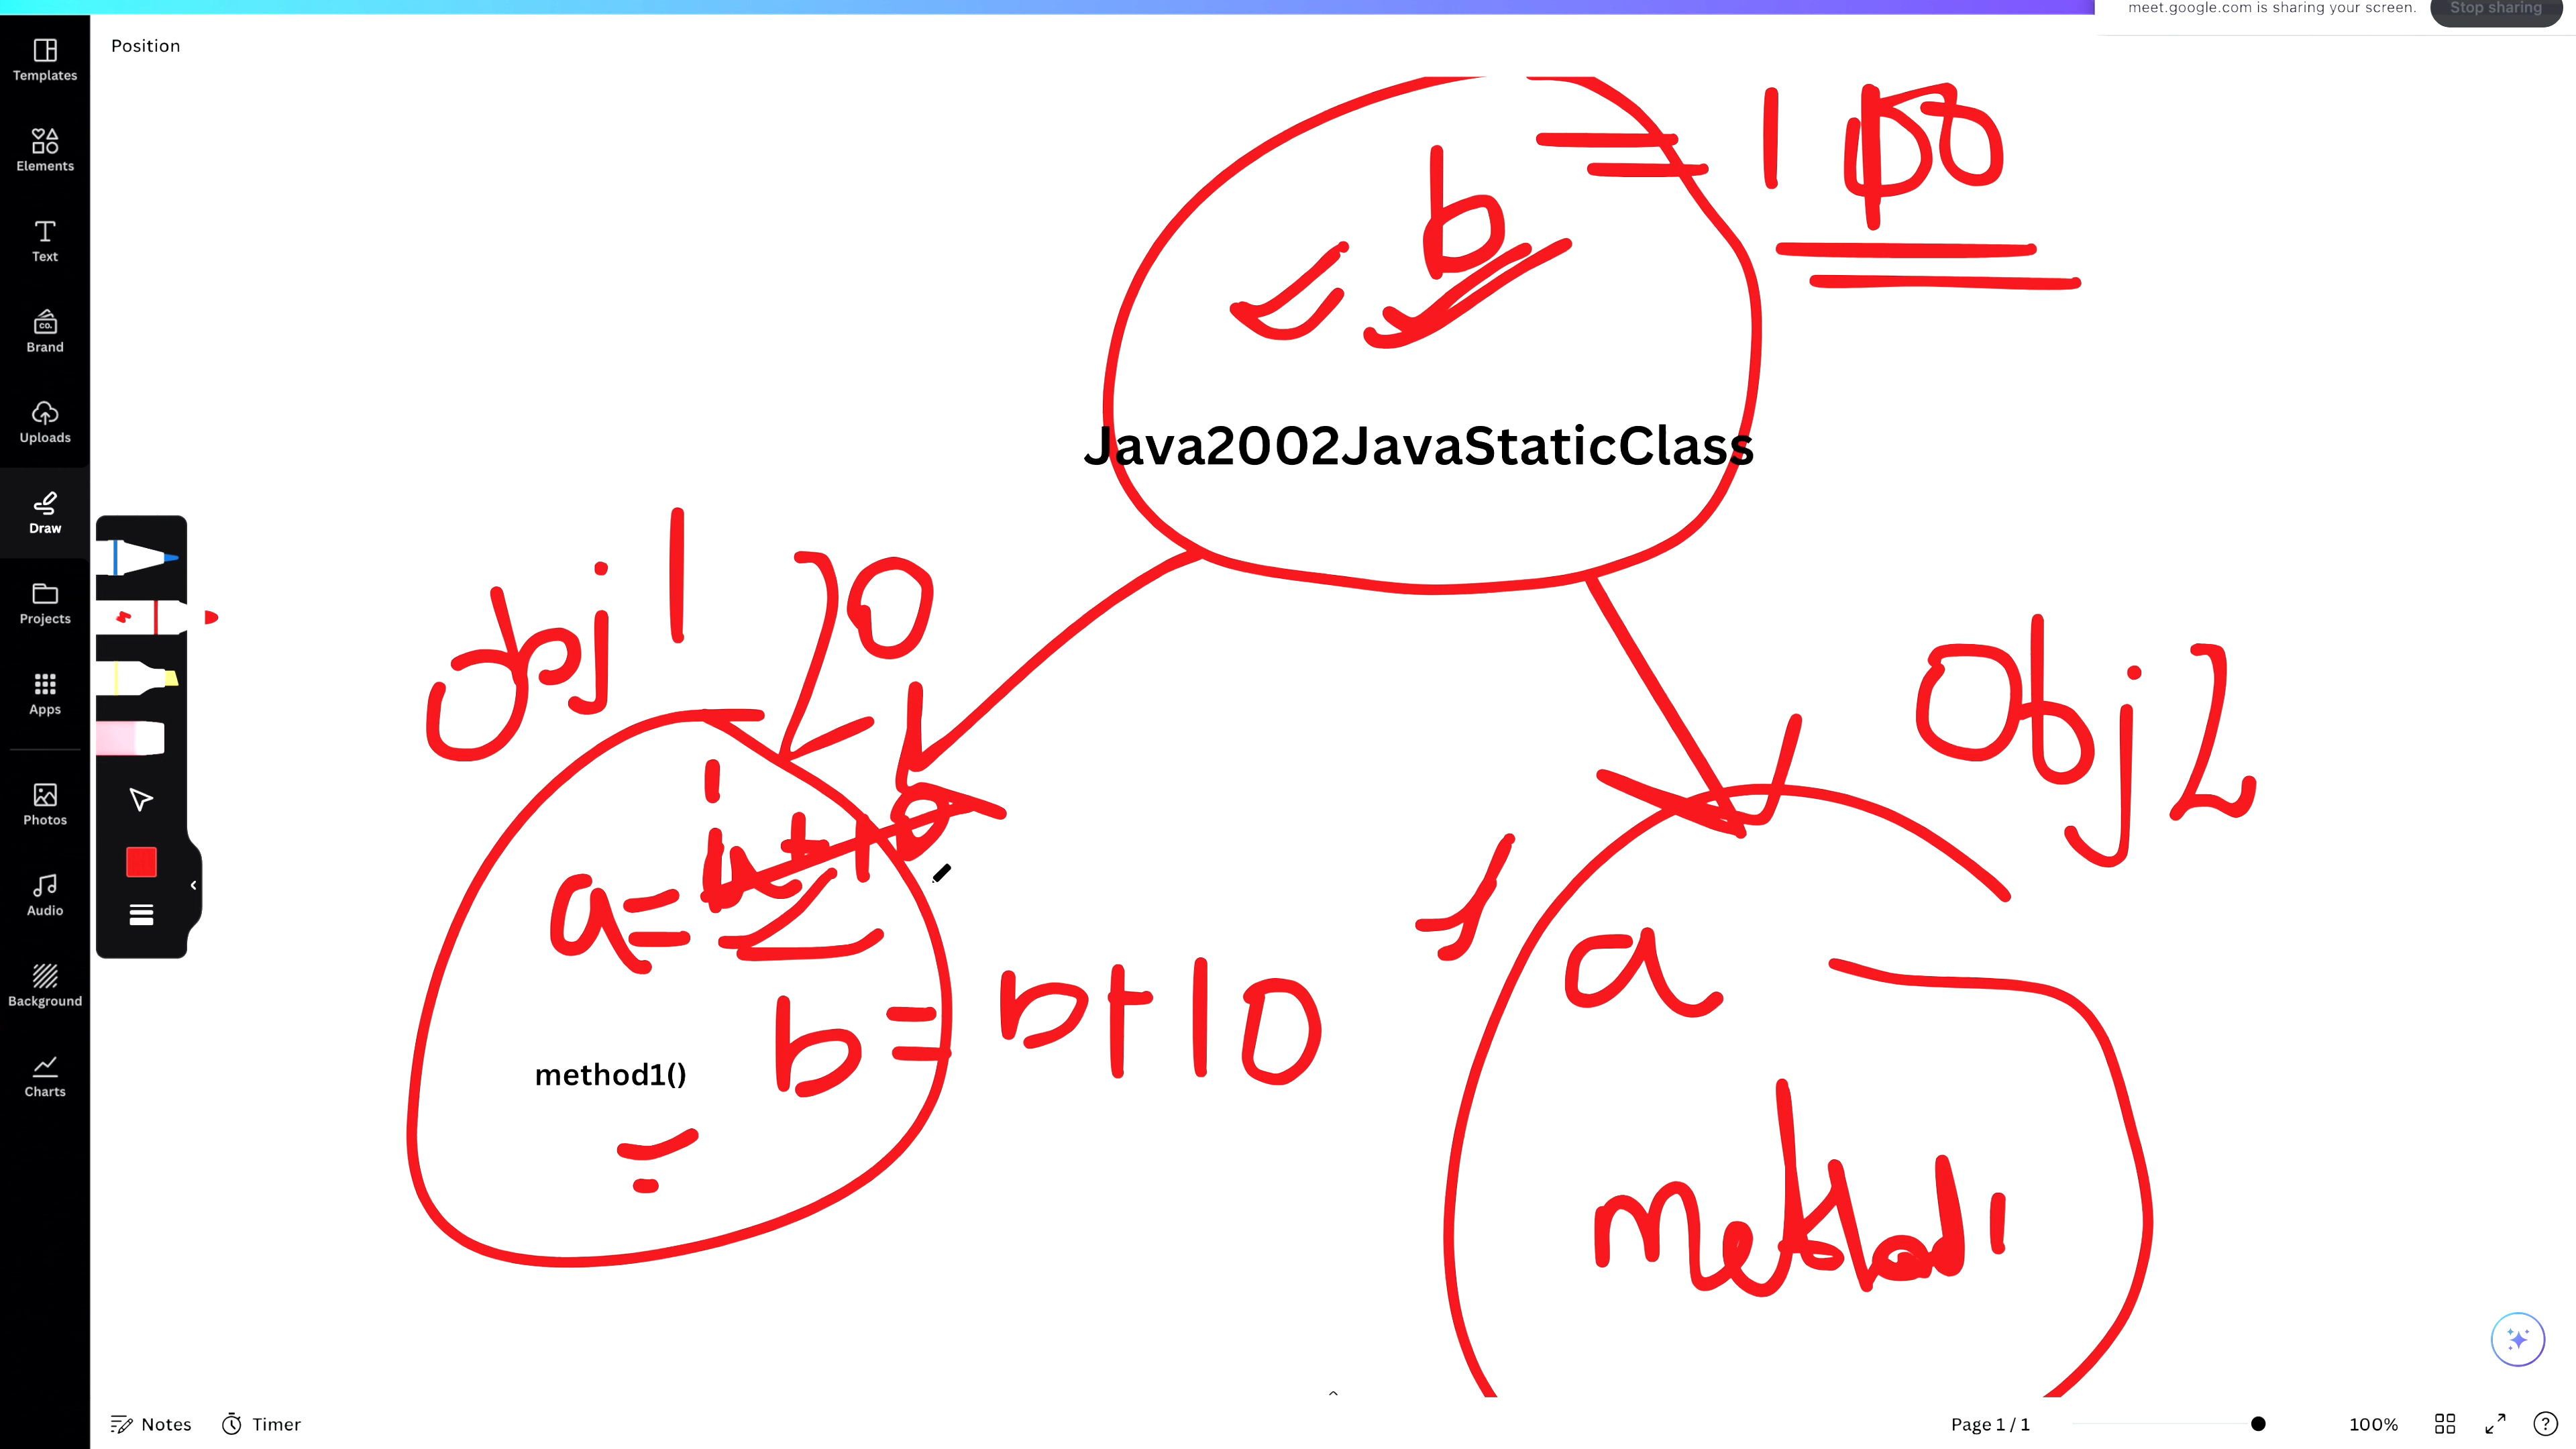 meet.google.com is sharing your screen. Stop sharing
Position
Templates
Elements
Text
Brand
CO.
Uploads
Draw
Projects
Apps
Photos
Audio
Background
Charts
b =
Java2002JavaStaticClass
obj1
20
a=
b = b+10
method1()
obj2
a
method1
Notes
Timer
Page 1 / 1
100%